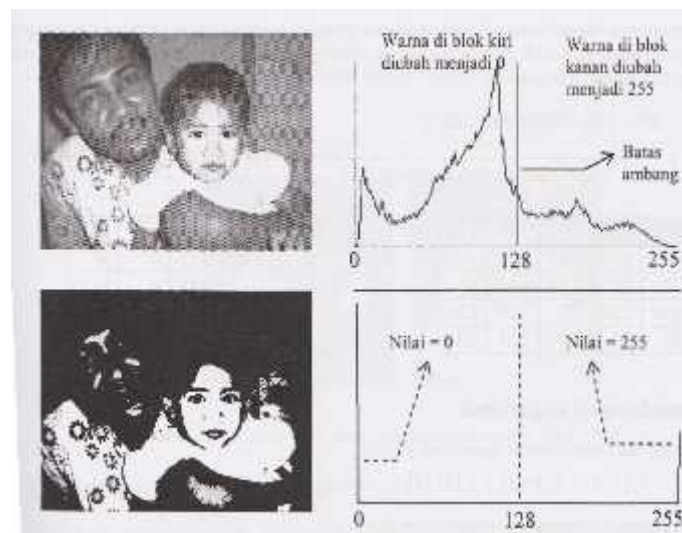 Warna di blok kiri
diubah menjadi 0
Warna di blok
kanan diubah
menjadi 255
Batas
ambang
0
128
255
Nilai = 0
Nilai = 255
0
128
255